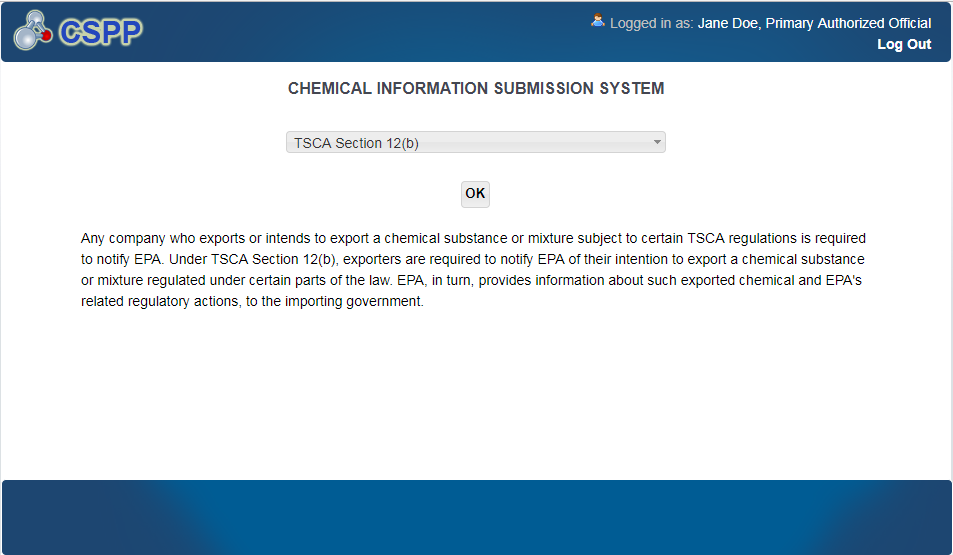 CSPP
Logged in as: Jane Doe, Primary Authorized Official
Log Out
CHEMICAL INFORMATION SUBMISSION SYSTEM
TSCA Section 12(b)
OK
Any company who exports or intends to export a chemical substance or mixture subject to certain TSCA regulations is required
to notify EPA. Under TSCA Section 12(b), exporters are required to notify EPA of their intention to export a chemical substance
or mixture regulated under certain parts of the law. EPA, in turn, provides information about such exported chemical and EPA's
related regulatory actions, to the importing government.